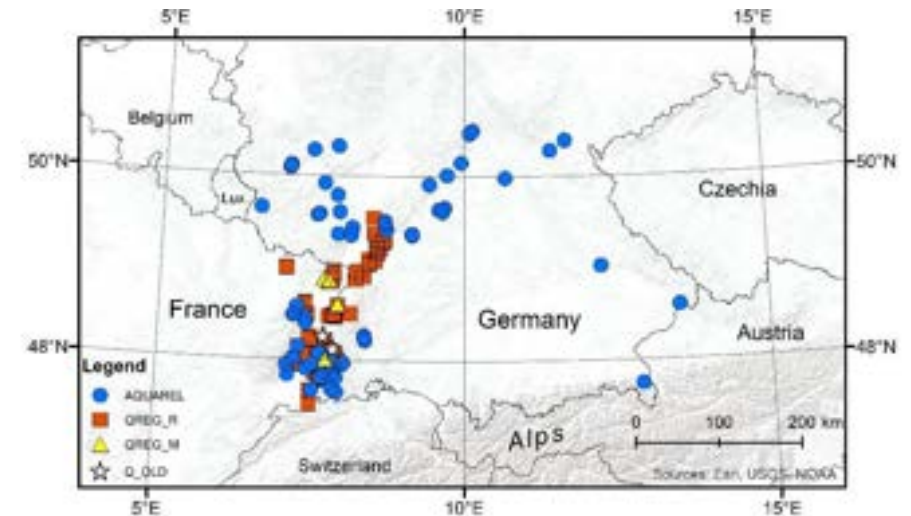 5°E 10°E 15°E
Belgium
50°N 50°N
Lux.
Czechia
France
Germany
48°N 48°N
Austria
Legend
AQUAREL
QREG_R
QREG_M
Q_OLD
0 100 200 km
Alps
Switzerland
Sources: Esri, USGS, NOAA
5°E 10°E 15°E